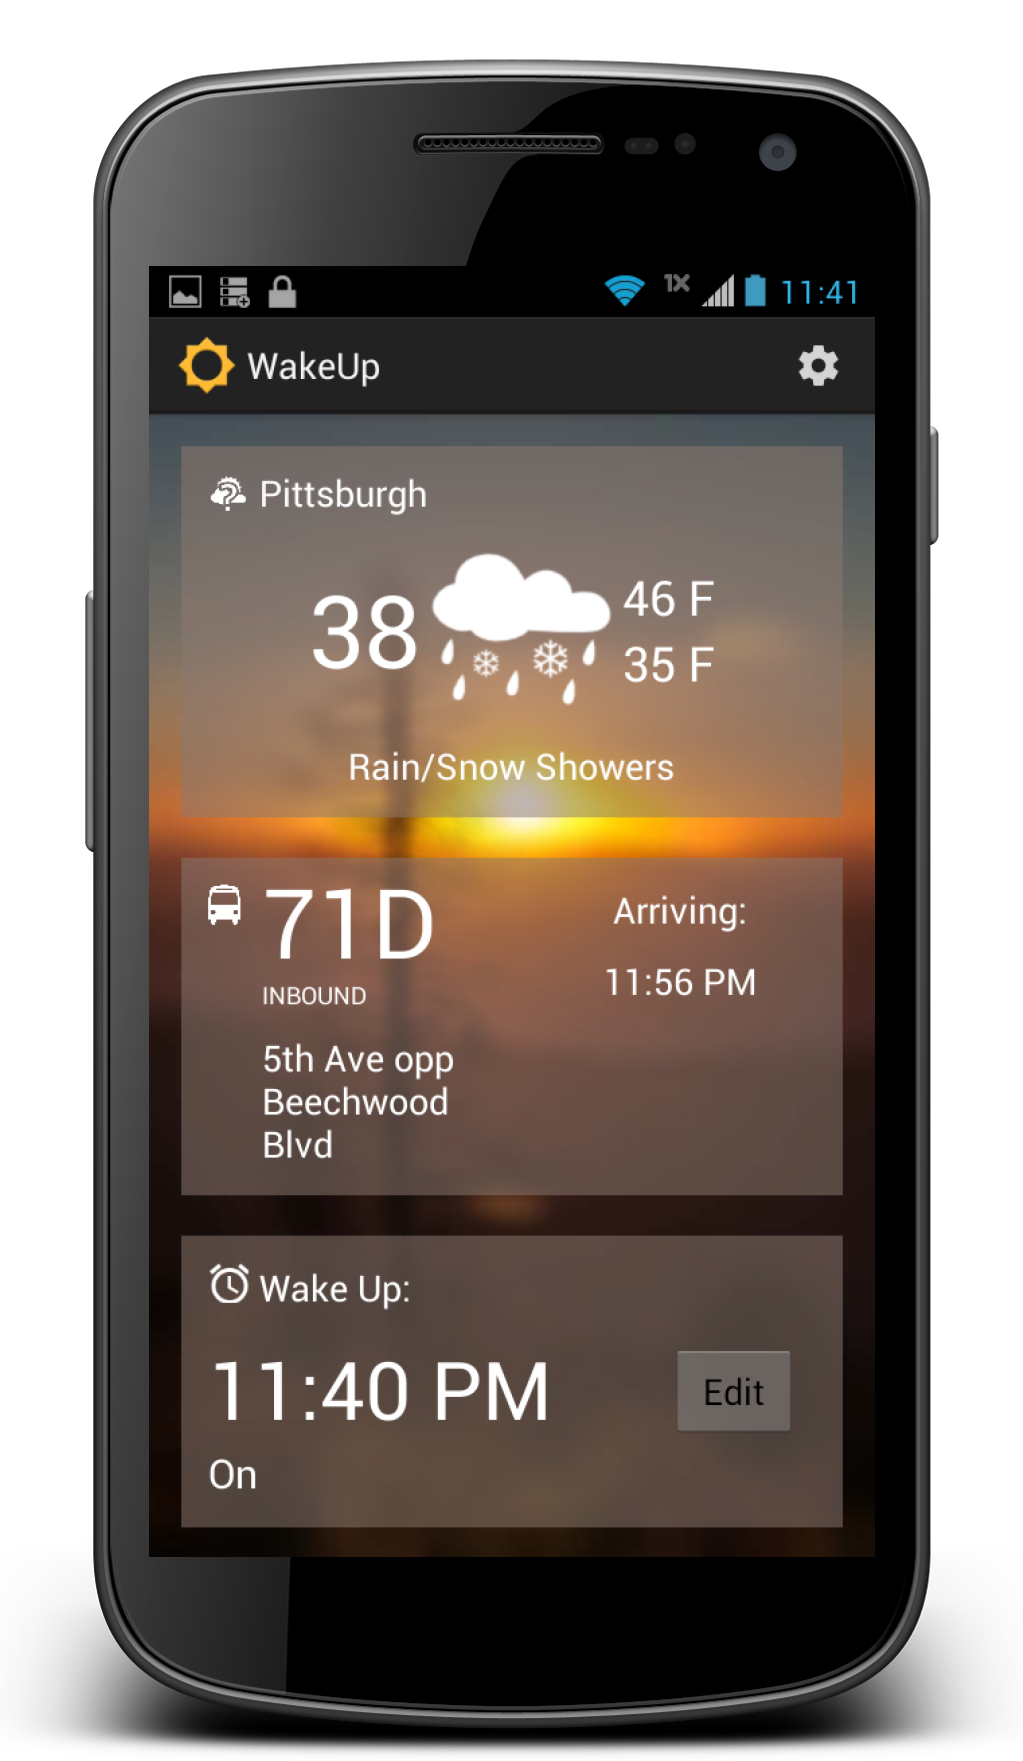 1X 11:41
WakeUp
Pittsburgh
38
46 F
35 F
Rain/Snow Showers
71D
INBOUND
5th Ave opp
Beechwood
Blvd
Arriving:
11:56 PM
Wake Up:
11:40 PM
Edit
On